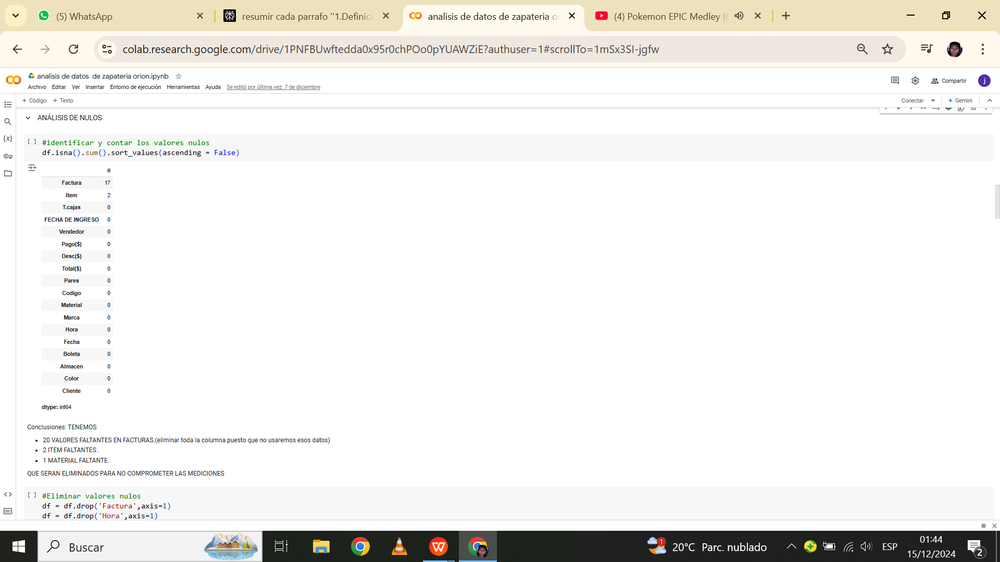 (5) WhatsApp
resumir cada parrafo "1.Definici
analisis de datos de zapateria o
(4) Pokemon EPIC Medley (
colab.research.google.com/drive/1PNFBUwftedda0x95r0chPOo0pYUAWZiE?authuser=1#scrollTo=1mSx3SI-jgfw
analisis de datos de zapateria orion.ipynb
Archivo Editar Ver Insertar Entorno de ejecución Herramientas Ayuda Se editó por última vez: 7 de diciembre
Compartir
j
+ Código + Texto
Conectar
Gemini
ANÁLISIS DE NULOS
[ ] #identificar y contar los valores nulos
df.isna().sum().sort_values(ascending = False)
0
Factura 17
Item 2
T.cajas 0
FECHA DE INGRESO 0
Vendedor 0
Pago($) 0
Desc($) 0
Total($) 0
Pares 0
Codigo 0
Material 0
Marca 0
Hora 0
Fecha 0
Boleta 0
Almacen 0
Color 0
Cliente 0
dtype: int64
Conclusiones: TENEMOS
• 20 VALORES FALTANTES EN FACTURAS.(eliminar toda la columna puesto que no usaremos esos datos)
• 2 ITEM FALTANTES .
• 1 MATERIAL FALTANTE.
QUE SERAN ELIMINADOS PARA NO COMPROMETER LAS MEDICIONES
[ ] #Eliminar valores nulos
df = df.drop('Factura',axis=1)
df = df.drop('Hora',axis=1)
Buscar
1
20°C Parc. nublado
ESP
01:44
15/12/2024
2